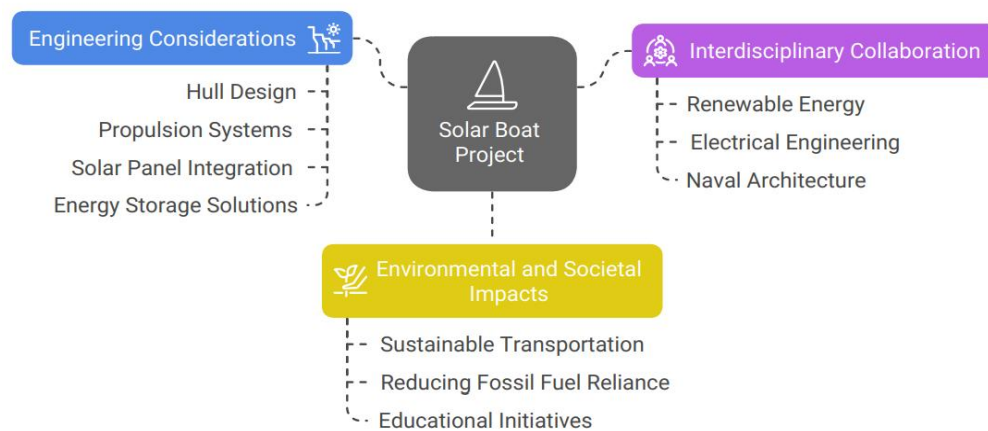 Engineering Considerations
Hull Design
Propulsion Systems
Solar Panel Integration
Energy Storage Solutions
Solar Boat
Project
Interdisciplinary Collaboration
Renewable Energy
Electrical Engineering
Naval Architecture
Environmental and Societal
Impacts
Sustainable Transportation
Reducing Fossil Fuel Reliance
Educational Initiatives